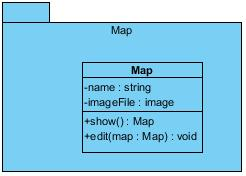 Map
Map
-name : string
-imageFile : image
+show() : Map
+edit(map : Map) : void